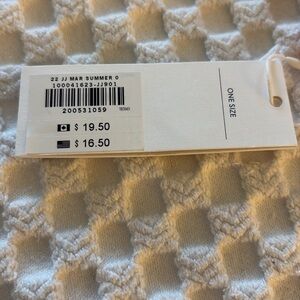 22 JJ MAR SUMMER 0
100041623-JJ901
200531059
$ 19.50
$ 16.50
ONE SIZE